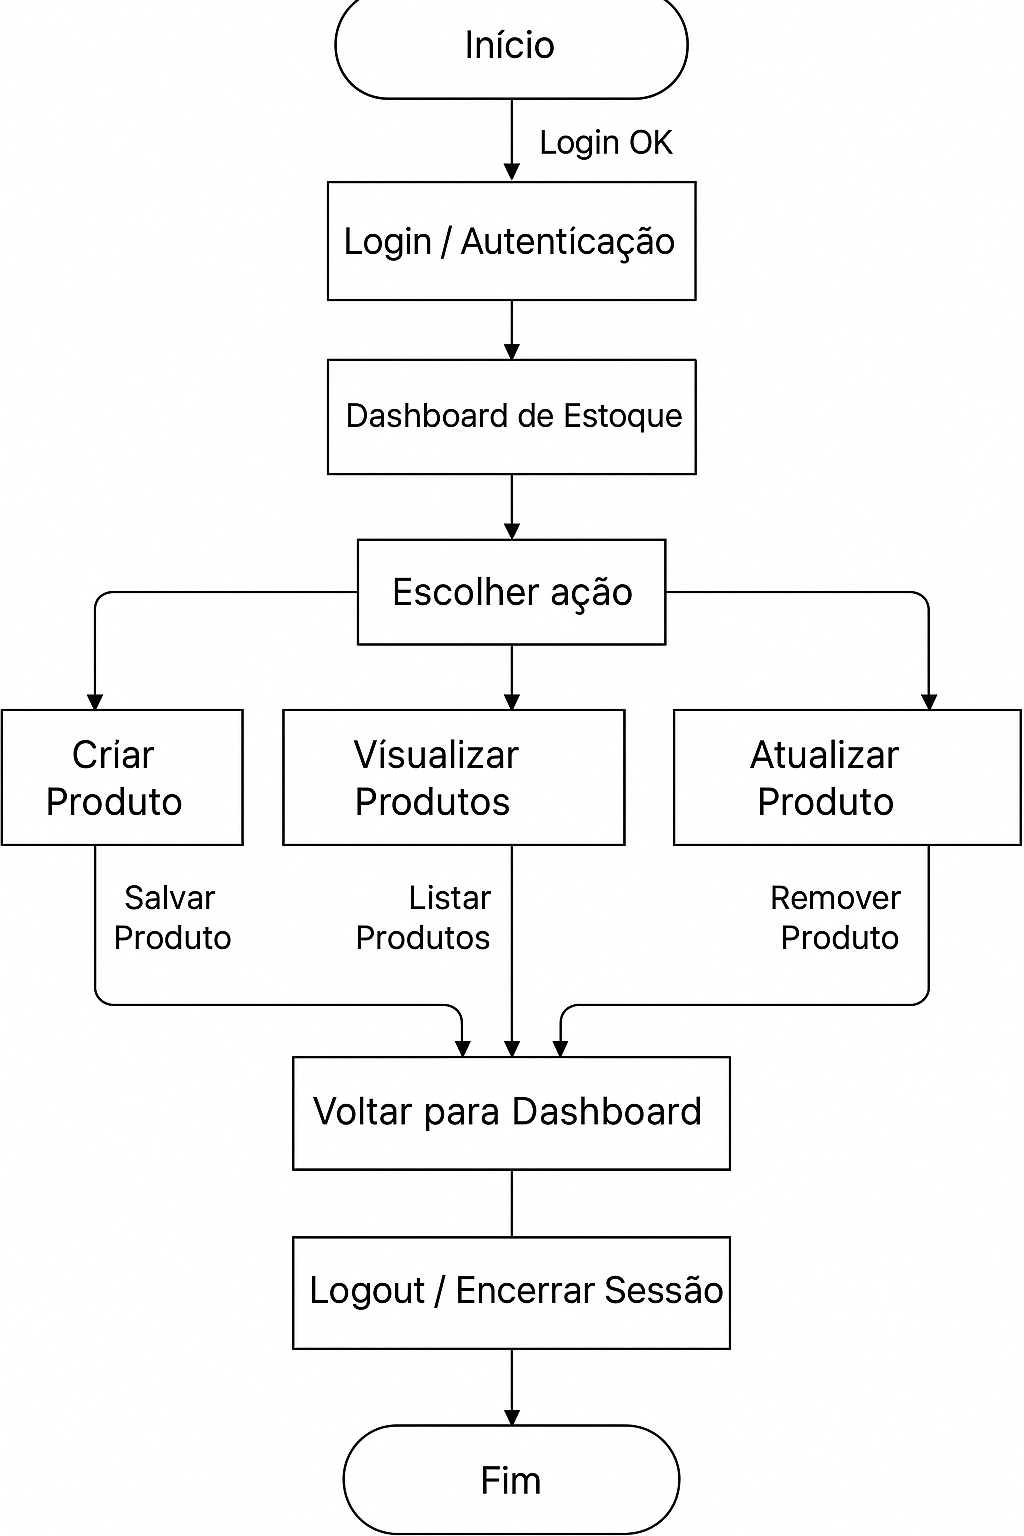 Início
Login OK
Login / Autentícação
Dashboard de Estoque
Escolher ação
Críar
Produto
Vísualizar
Produtos
Atualizar
Produto
Salvar
Produto
Listar
Produtos
Remover
Produto
Voltar para Dashboard
Logout / Encerrar Sessão
Fim